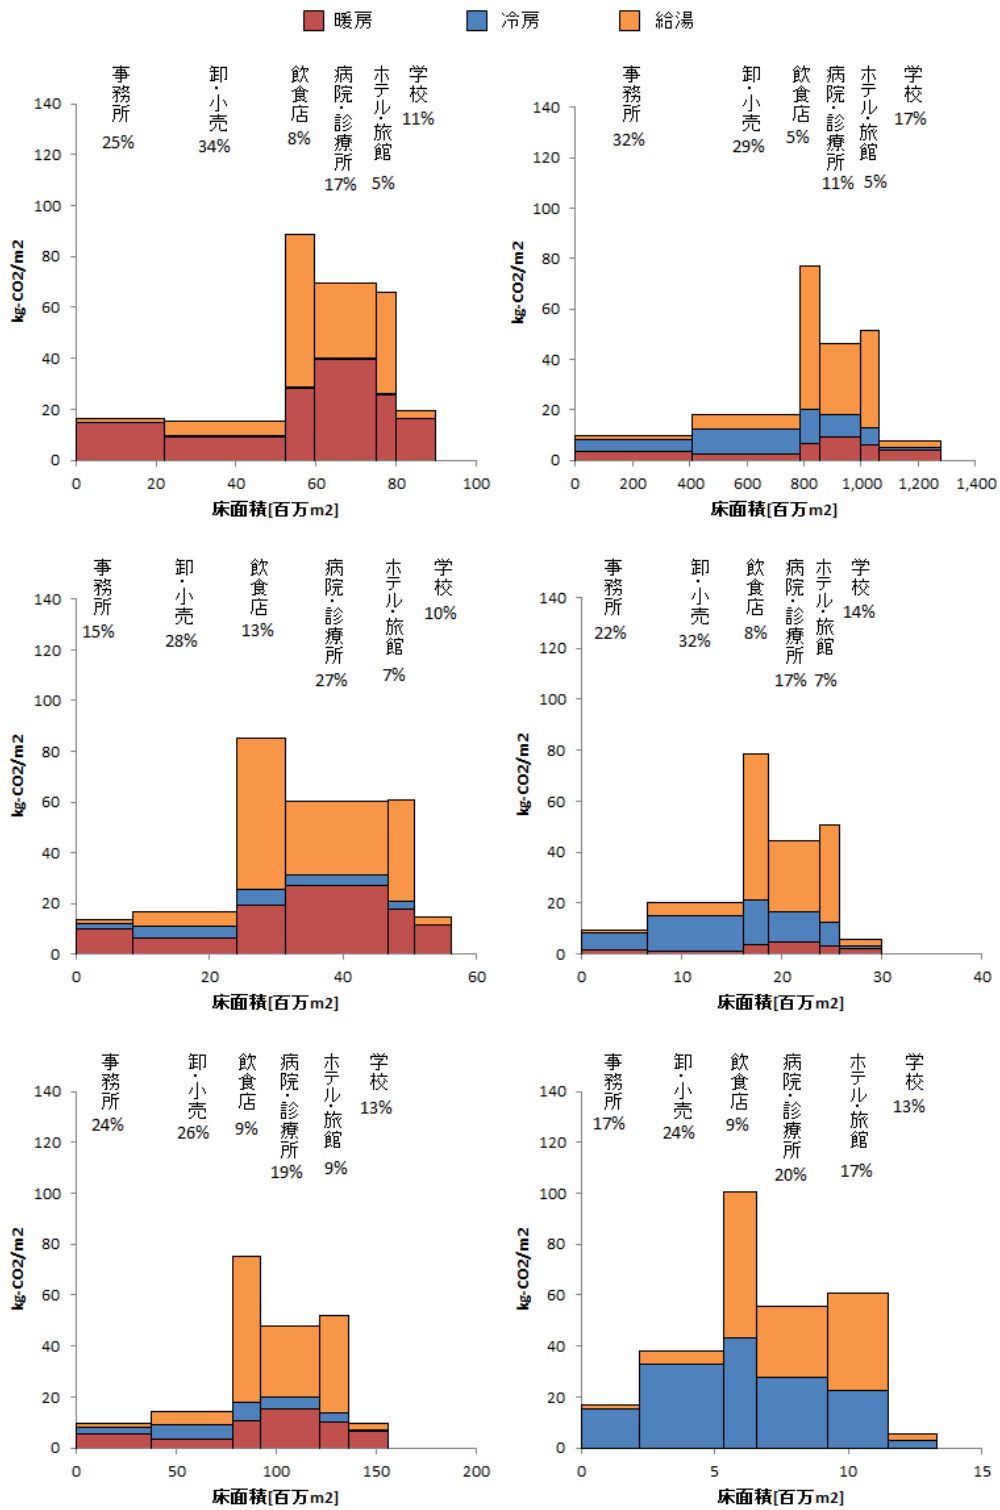 暖房
冷房
給湯
事務所
25%
卸・小売
34%
飲食店
8%
病院・診療所
17%
ホテル・旅館
5%
学校
11%
kg-CO2/m2
140
120
100
80
60
40
20
0
0 20 40 60 80 100
床面積[百万m2]
事務所
32%
卸・小売
29%
飲食店
5%
病院・診療所
11%
ホテル・旅館
5%
学校
17%
kg-CO2/m2
140
120
100
80
60
40
20
0
0 200 400 600 800 1,000 1,200 1,400
床面積[百万m2]
事務所
15%
卸・小売
28%
飲食店
13%
病院・診療所
27%
ホテル・旅館
7%
学校
10%
kg-CO2/m2
140
120
100
80
60
40
20
0
0 20 40 60
床面積[百万m2]
事務所
22%
卸・小売
32%
飲食店
8%
病院・診療所
17%
ホテル・旅館
7%
学校
14%
kg-CO2/m2
140
120
100
80
60
40
20
0
0 10 20 30 40
床面積[百万m2]
事務所
24%
卸・小売
26%
飲食店
9%
病院・診療所
19%
ホテル・旅館
9%
学校
13%
kg-CO2/m2
140
120
100
80
60
40
20
0
0 50 100 150 200
床面積[百万m2]
事務所
17%
卸・小売
24%
飲食店
9%
病院・診療所
20%
ホテル・旅館
17%
学校
13%
kg-CO2/m2
140
120
100
80
60
40
20
0
0 5 10 15
床面積[百万m2]